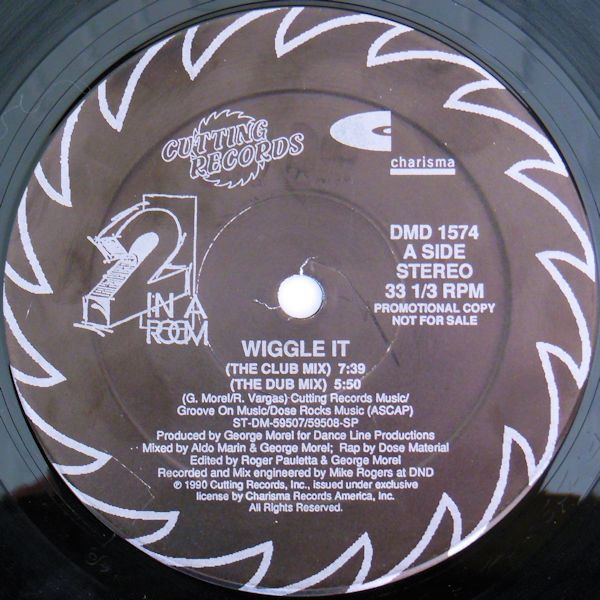 CUTTING
RECORDS
charisma
2
IN A
ROOM
DMD 1574
A SIDE
STEREO
33 1/3 RPM
PROMOTIONAL COPY
NOT FOR SALE
WIGGLE IT
(THE CLUB MIX) 7:39
(THE DUB MIX) 5:50
(G. Morel/R. Vargas) Cutting Records Music/
Groove On Music/Dose Rocks Music (ASCAP)
ST-DM-59507/59508-SP
Produced by George Morel for Dance Line Productions
Mixed by Aldo Marin & George Morel; Rap by Dose Material
Edited by Roger Pauletta & George Morel
Recorded and Mix engineered by Mike Rogers at DND
℗ 1990 Cutting Records, Inc., issued under exclusive
license by Charisma Records America, Inc.
All Rights Reserved.